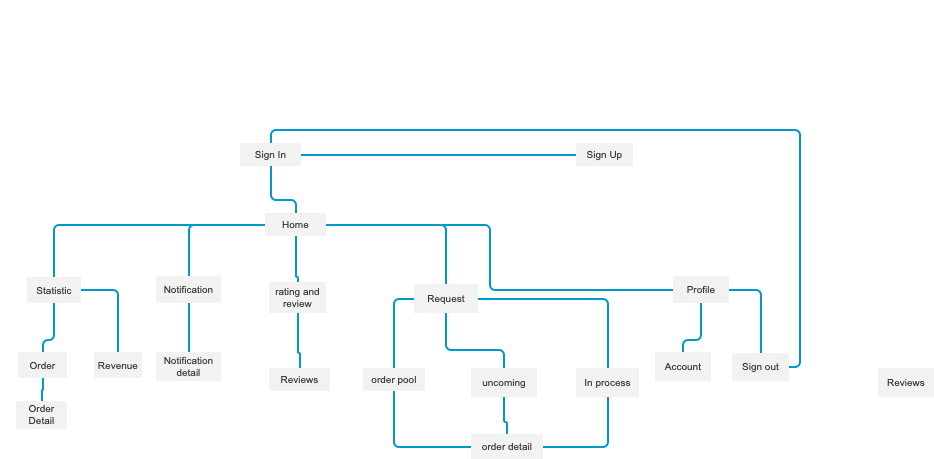 Sign In
Sign Up
Home
Statistic
Notification
rating and
review
Request
Profile
Order
Revenue
Notification
detail
Reviews
order pool
uncoming
In process
Account
Sign out
Reviews
Order
Detail
order detail